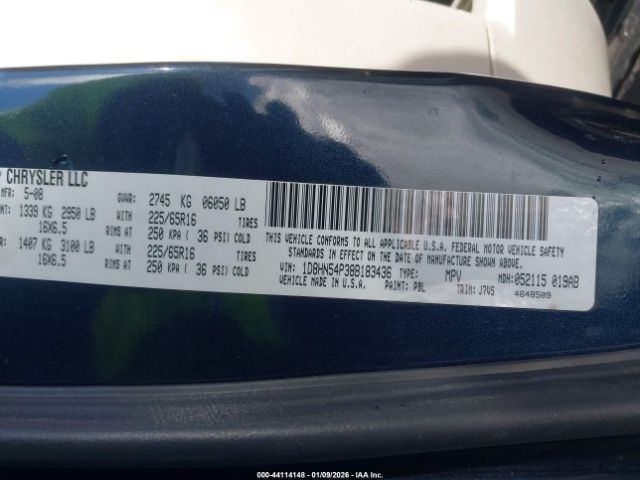 CHRYSLER LLC
MFR: 5-08 GVWR: 2745 KG 06050 LB
1339 KG 2950 LB WITH 225/65R16 TIRES
16X6.5 RIMS AT 250 KPA ( 36 PSI) COLD
1407 KG 3100 LB WITH 225/65R16 TIRES
16X6.5 RIMS AT 250 KPA ( 36 PSI) COLD
THIS VEHICLE CONFORMS TO ALL APPLICABLE U.S.A. FEDERAL MOTOR VEHICLE SAFETY
STANDARDS IN EFFECT ON THE DATE OF MANUFACTURE SHOWN ABOVE.
VIN: 1D8HN54P38B183436 TYPE: MPV MDH:052115 019AB
VEHICLE MADE IN U.S.A. PAINT: PBL TRIM: J7VS
4648509
000-44114148 - 01/09/2026 - IAAI.COM